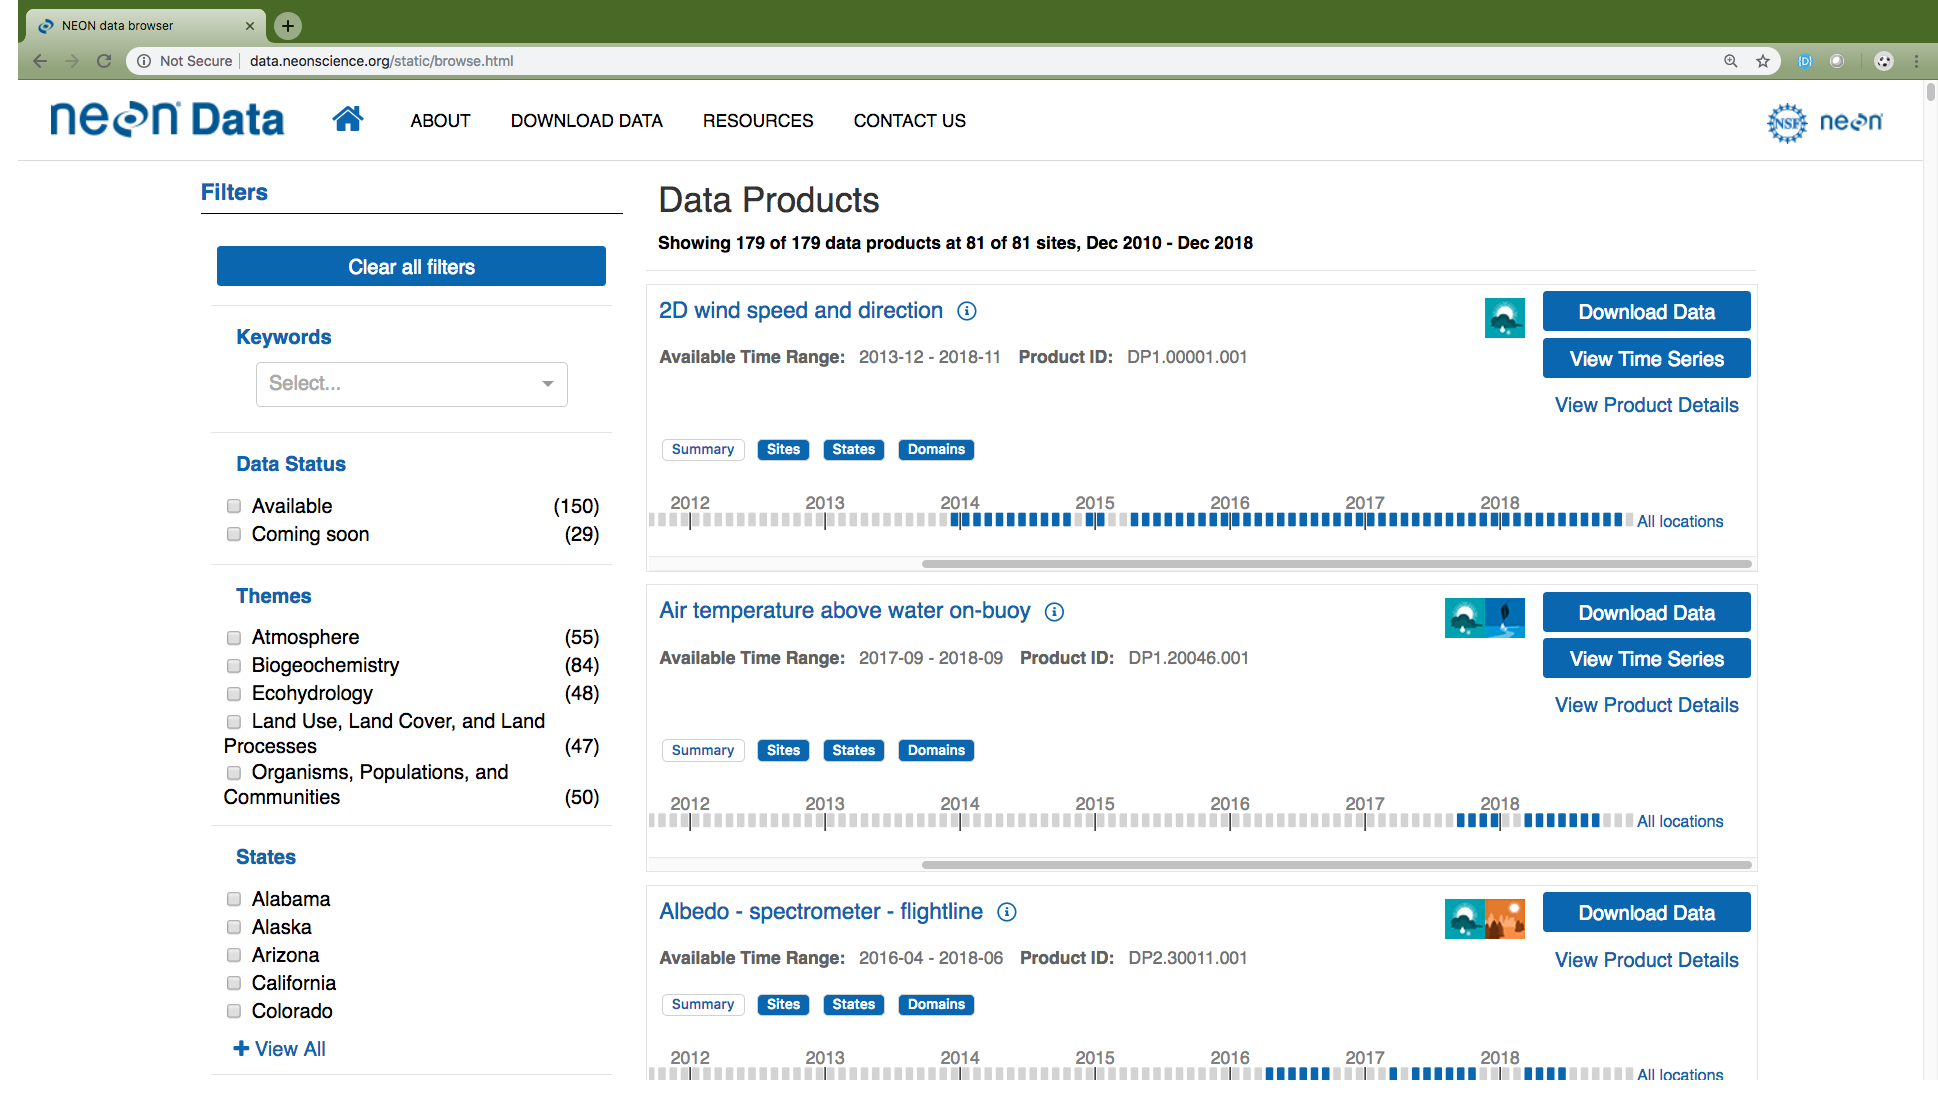 NEON data browser
Not Secure | data.neonscience.org/static/browse.html
neon Data
ABOUT DOWNLOAD DATA RESOURCES CONTACT US
NSF neon
Filters
Clear all filters
Keywords
Select...
Data Status
Available (150)
Coming soon (29)
Themes
Atmosphere (55)
Biogeochemistry (84)
Ecohydrology (48)
Land Use, Land Cover, and Land
Processes (47)
Organisms, Populations, and
Communities (50)
States
Alabama
Alaska
Arizona
California
Colorado
View All
Data Products
Showing 179 of 179 data products at 81 of 81 sites, Dec 2010 - Dec 2018
2D wind speed and direction
Available Time Range: 2013-12 - 2018-11 Product ID: DP1.00001.001
Download Data
View Time Series
View Product Details
Summary Sites States Domains
2012 2013 2014 2015 2016 2017 2018
All locations
Air temperature above water on-buoy
Available Time Range: 2017-09 - 2018-09 Product ID: DP1.20046.001
Download Data
View Time Series
View Product Details
Summary Sites States Domains
2012 2013 2014 2015 2016 2017 2018
All locations
Albedo - spectrometer - flightline
Available Time Range: 2016-04 - 2018-06 Product ID: DP2.30011.001
Download Data
View Product Details
Summary Sites States Domains
2012 2013 2014 2015 2016 2017 2018
All locations